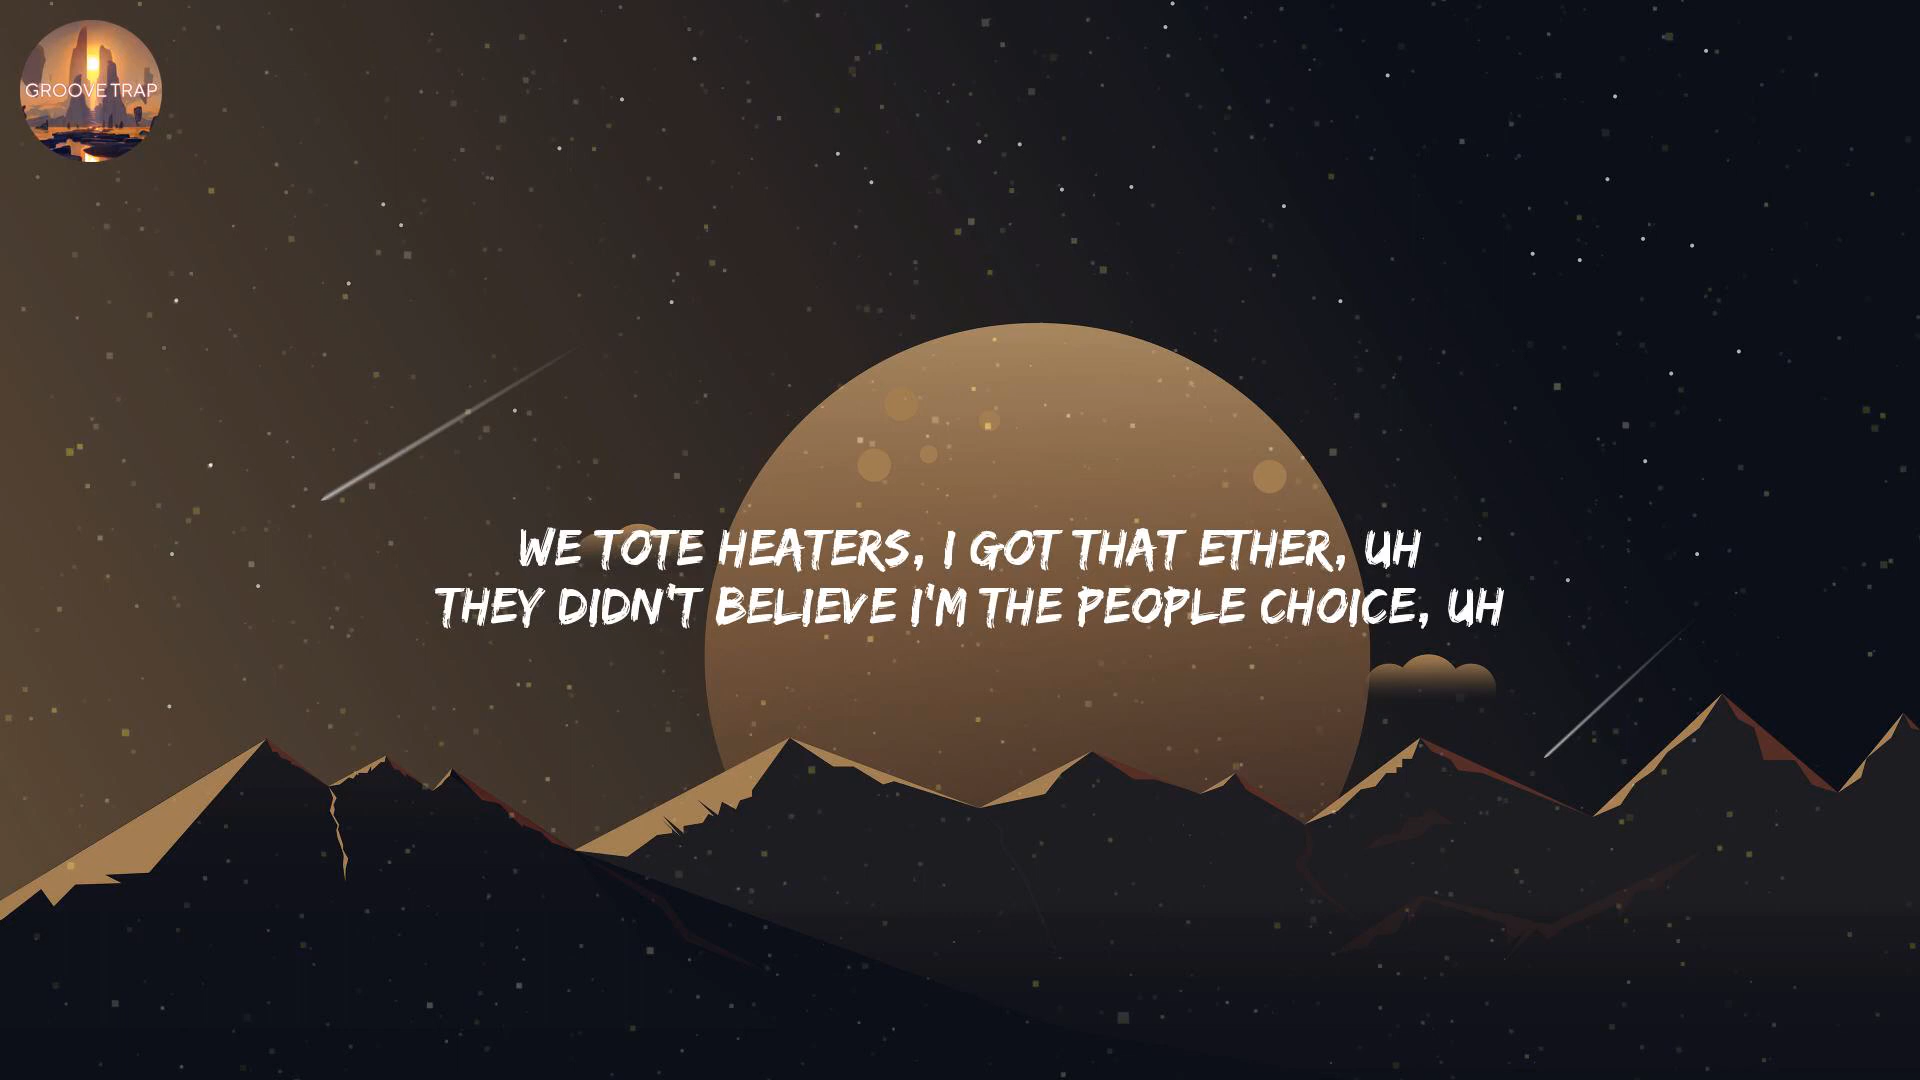 GROOVE TRAP
WE TOTE HEATERS, I GOT THAT ETHER, UH
THEY DIDN'T BELIEVE I'M THE PEOPLE CHOICE, UH